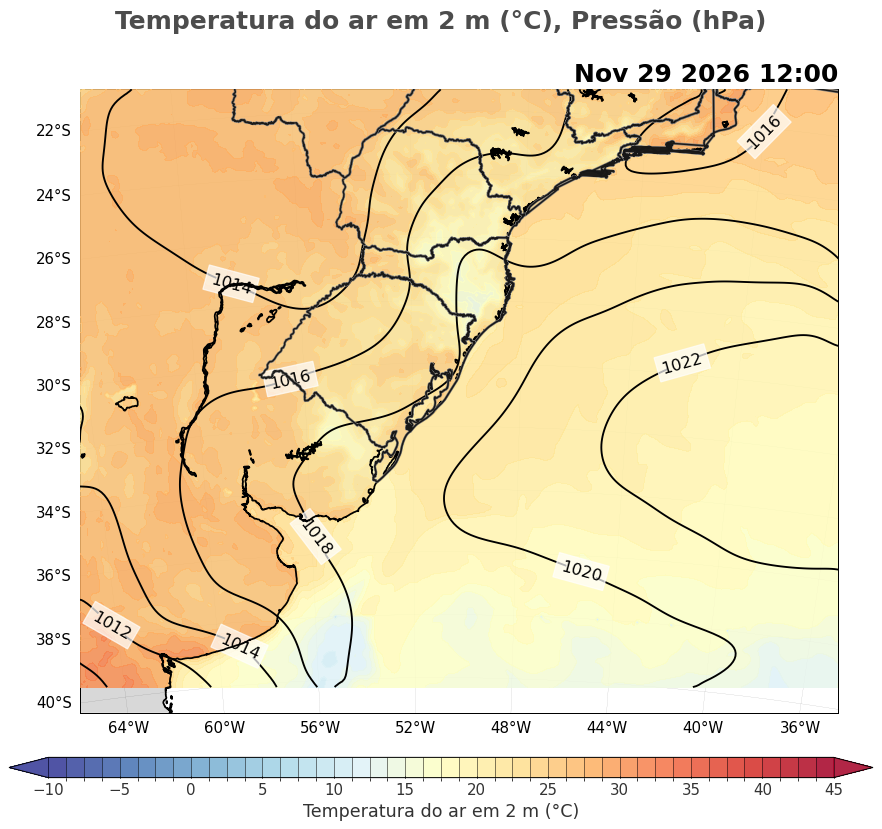 Temperatura do ar em 2 m (°C), Pressão (hPa)
Nov 29 2026 12:00
22°S
24°S
26°S
28°S
30°S
32°S
34°S
36°S
38°S
40°S
1016
1014
1022
1016
1018
1020
1012
1014
64°W 60°W 56°W 52°W 48°W 44°W 40°W 36°W
−10 −5 0 5 10 15 20 25 30 35 40 45
Temperatura do ar em 2 m (°C)